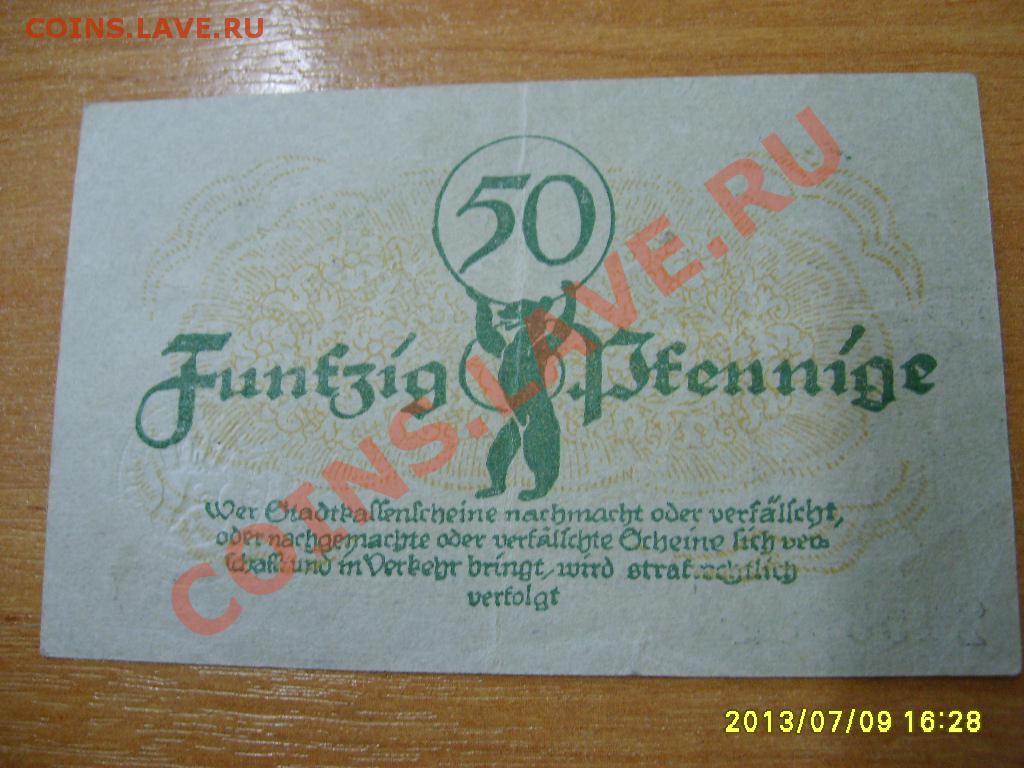 COINS.LAVE.RU
50
Funfzig Pfennige
COINS.LAVE.RU
Wer Stadtkassenscheine nachmacht oder verfälscht,
oder nachgemachte oder verfälschte Scheine sich ver-
schafft und in Verkehr bringt, wird strafrechtlich
verfolgt
2013/07/09 16:28